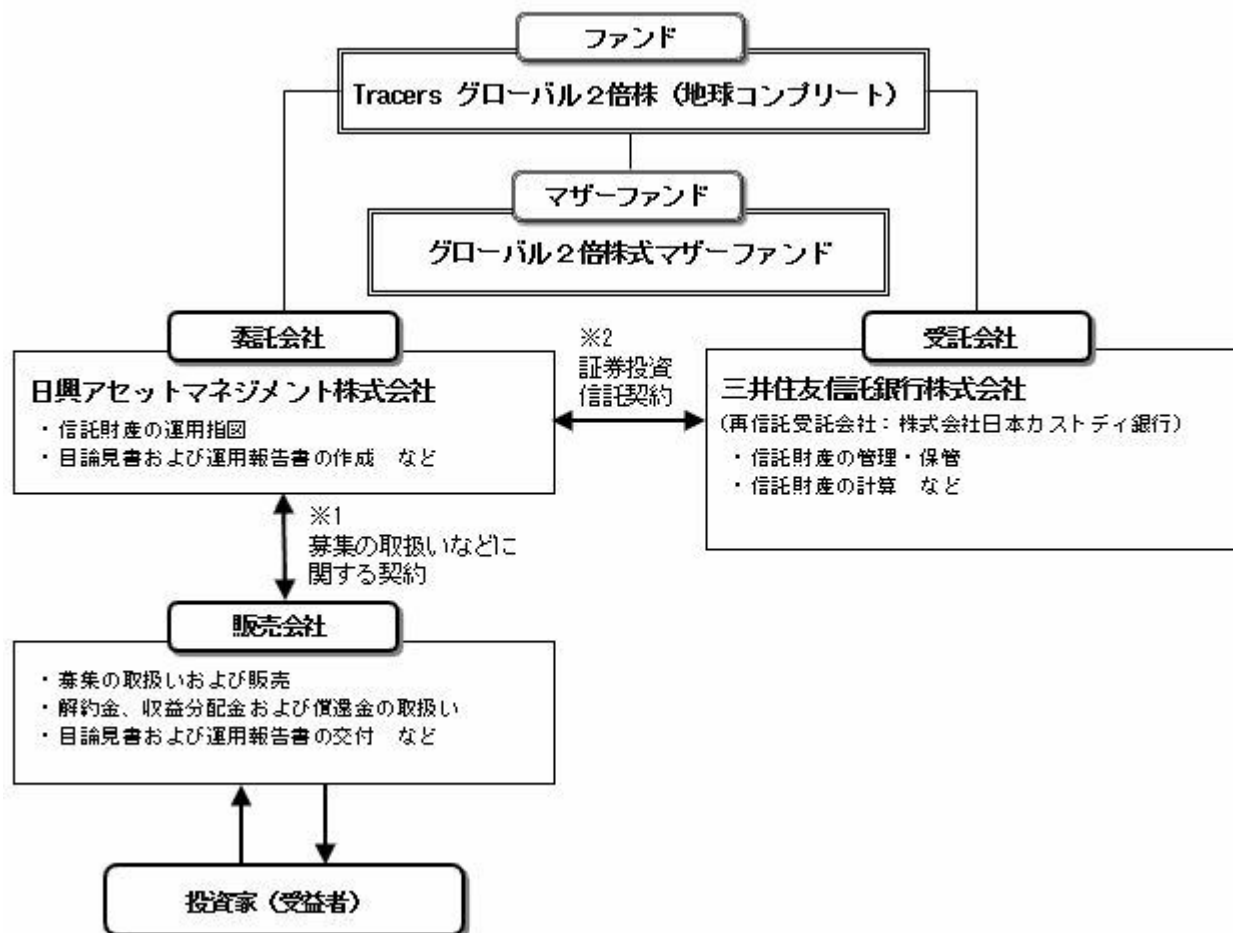 ファンド
Tracers グローバル2倍株（地球コンプリート）
マザーファンド
グローバル2倍株式マザーファンド
委託会社
日興アセットマネジメント株式会社
・信託財産の運用指図
・目論見書および運用報告書の作成　など
※2
証券投資
信託契約
受託会社
三井住友信託銀行株式会社
（再信託受託会社：株式会社日本カストディ銀行）
・信託財産の管理・保管
・信託財産の計算　など
※1
募集の取扱いなどに
関する契約
販売会社
・募集の取扱いおよび販売
・解約金、収益分配金および償還金の取扱い
・目論見書および運用報告書の交付　など
投資家（受益者）